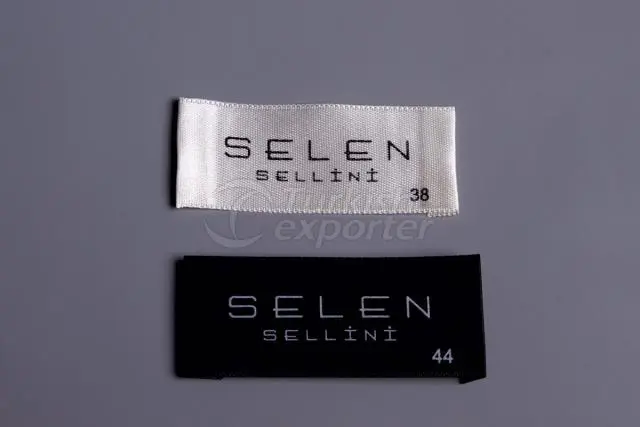 SELEN
SELLİNİ
38
Turkish
exporter
SELEN
SELLİNİ
44